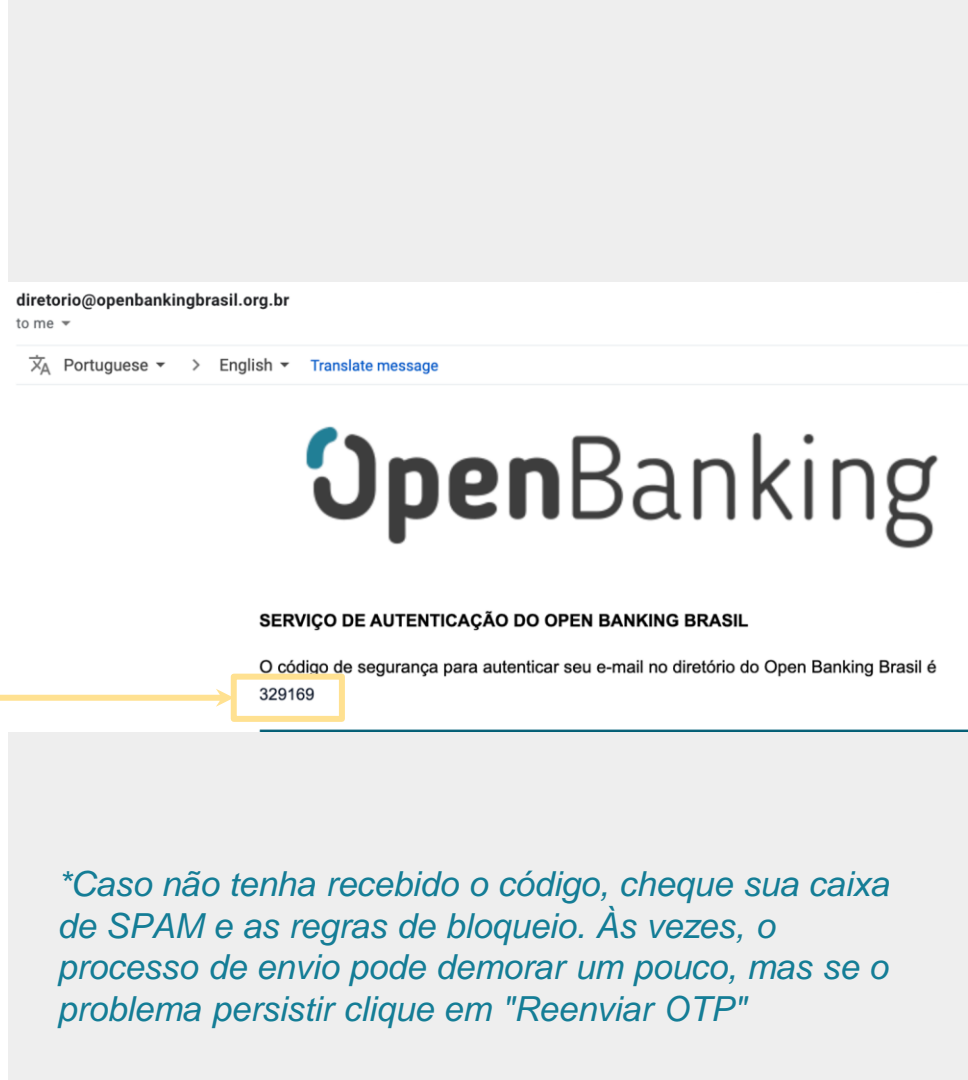 diretorio@openbankingbrasil.org.br
to me
Portuguese > English Translate message
OpenBanking
SERVIÇO DE AUTENTICAÇÃO DO OPEN BANKING BRASIL
O código de segurança para autenticar seu e-mail no diretório do Open Banking Brasil é
329169
*Caso não tenha recebido o código, cheque sua caixa
de SPAM e as regras de bloqueio. Às vezes, o
processo de envio pode demorar um pouco, mas se o
problema persistir clique em "Reenviar OTP"